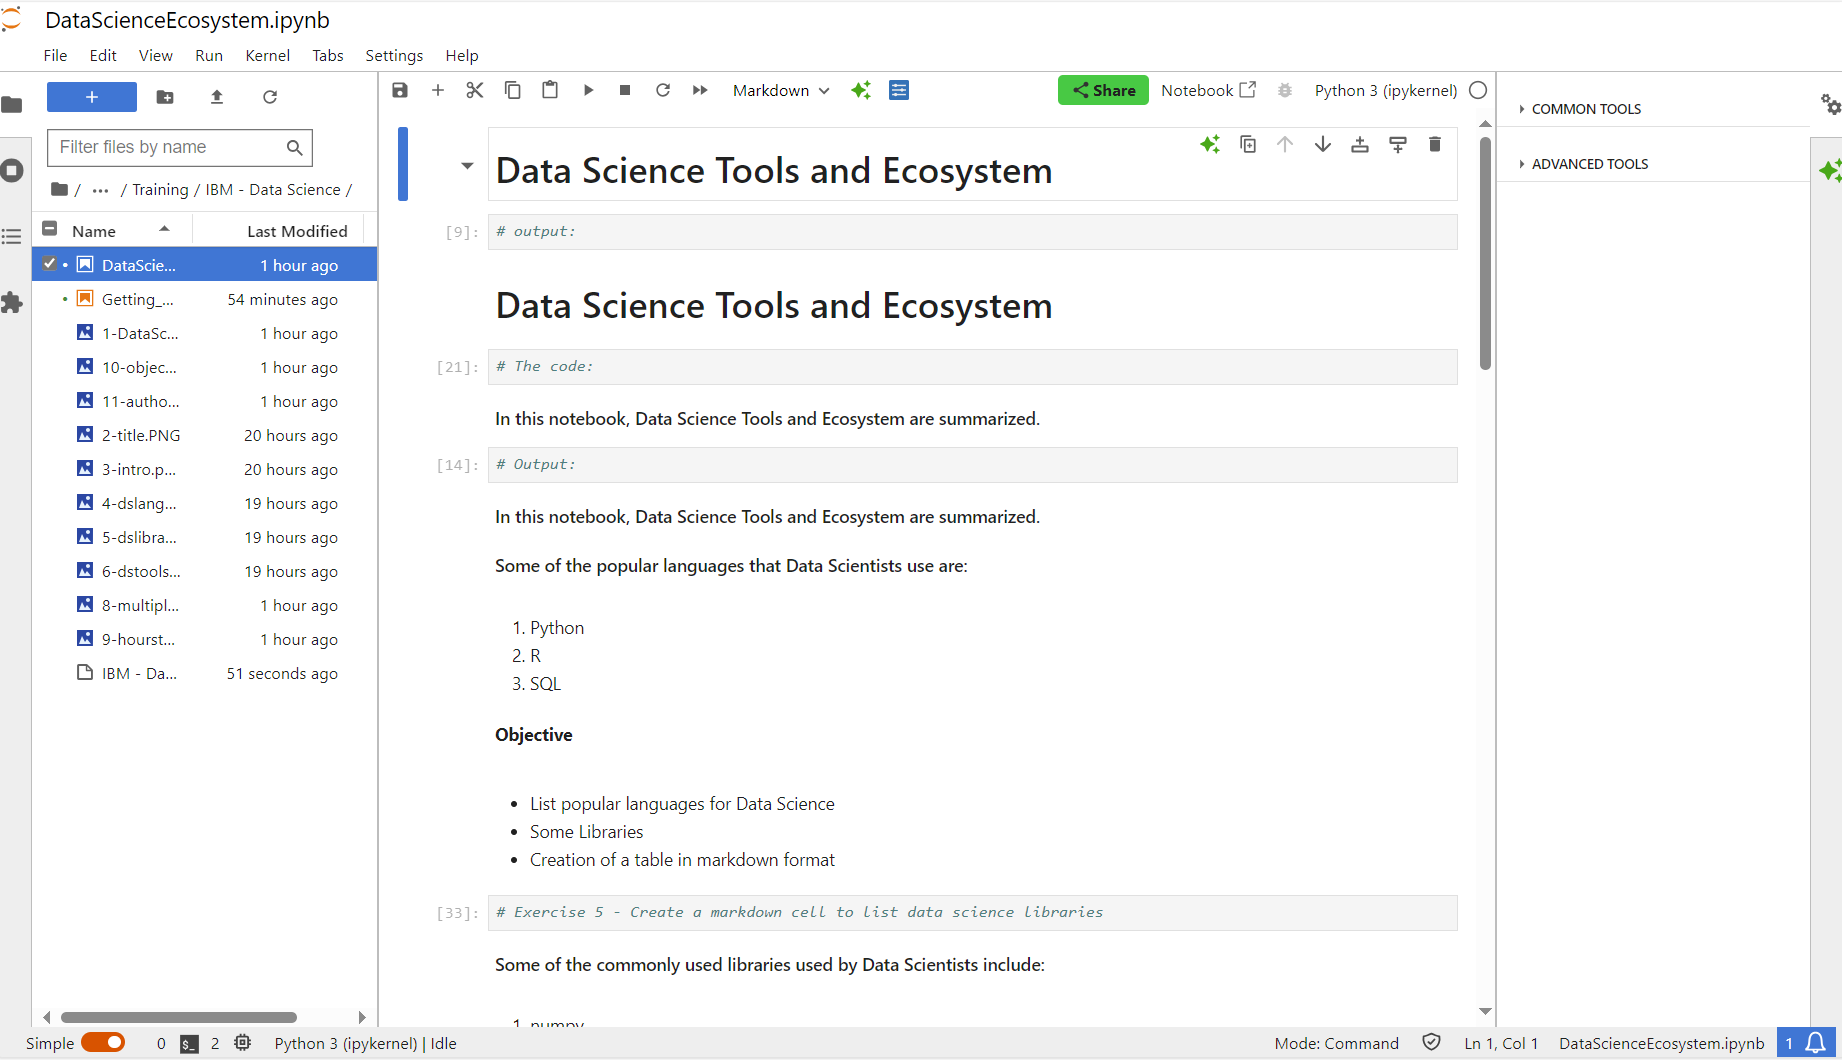 DataScienceEcosystem.ipynb
File Edit View Run Kernel Tabs Settings Help
Filter files by name
/ ... / Training / IBM - Data Science /
Name Last Modified
DataScie... 1 hour ago
Getting_... 54 minutes ago
1-DataSc... 1 hour ago
10-objec... 1 hour ago
11-autho... 1 hour ago
2-title.PNG 20 hours ago
3-intro.p... 20 hours ago
4-dslang... 19 hours ago
5-dslibra... 19 hours ago
6-dstools... 19 hours ago
8-multipl... 1 hour ago
9-hourst... 1 hour ago
IBM - Da... 51 seconds ago
Markdown Share Notebook Python 3 (ipykernel)
Data Science Tools and Ecosystem
[9]: # output:
Data Science Tools and Ecosystem
[21]: # The code:
In this notebook, Data Science Tools and Ecosystem are summarized.
[14]: # Output:
In this notebook, Data Science Tools and Ecosystem are summarized.
Some of the popular languages that Data Scientists use are:
1. Python
2. R
3. SQL
Objective
• List popular languages for Data Science
• Some Libraries
• Creation of a table in markdown format
[33]: # Exercise 5 - Create a markdown cell to list data science libraries
Some of the commonly used libraries used by Data Scientists include:
1. numpy
COMMON TOOLS
ADVANCED TOOLS
Simple 0 $_ 2 Python 3 (ipykernel) | Idle Mode: Command Ln 1, Col 1 DataScienceEcosystem.ipynb 1